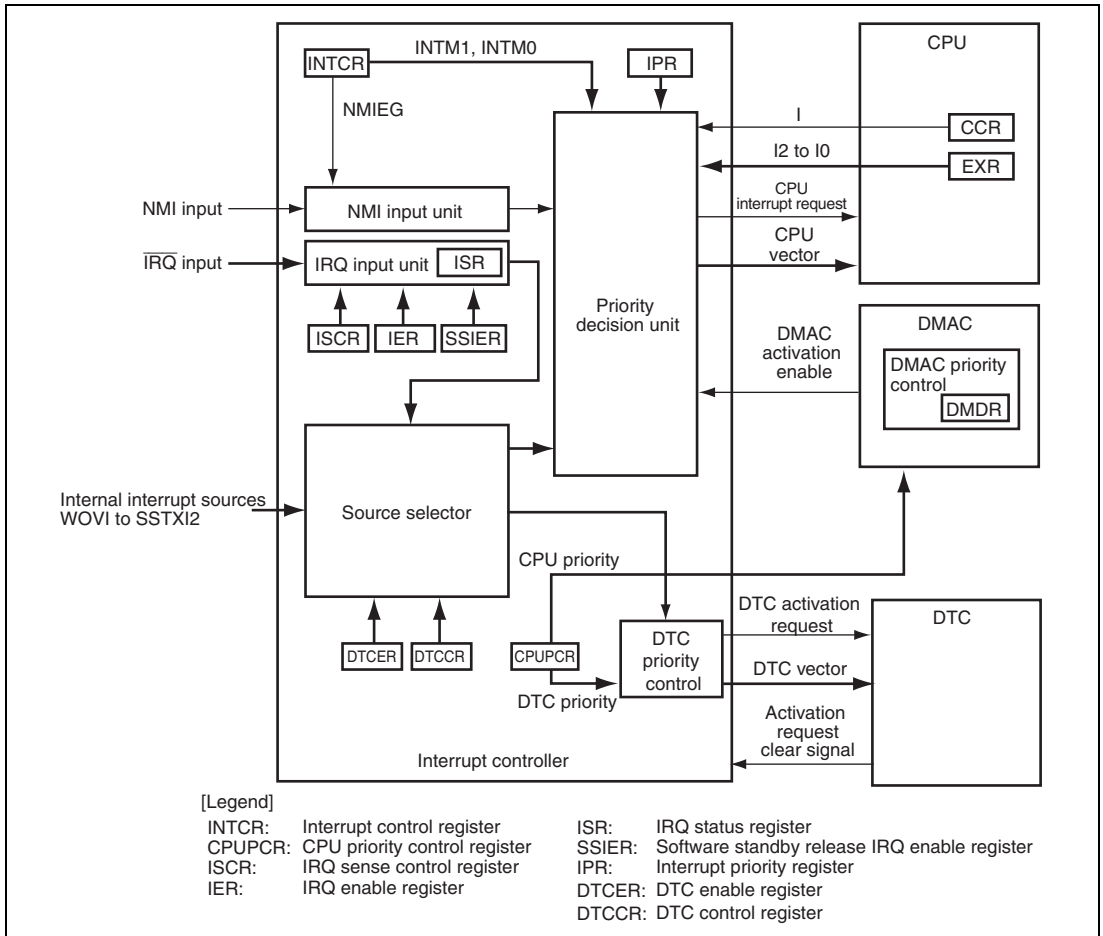 INTCR
INTM1, INTM0
IPR
CPU
NMIEG
I
CCR
I2 to I0
EXR
NMI input
NMI input unit
CPU
interrupt request
CPU
vector
IRQ input
IRQ input unit
ISR
Priority
decision unit
ISCR
IER
SSIER
DMAC
activation
enable
DMAC
DMAC priority
control
DMDR
Internal interrupt sources
WOVI to SSTXI2
Source selector
CPU priority
DTCER
DTCCR
CPUPCR
DTC priority
DTC
priority
control
DTC activation
request
DTC vector
Activation
request
clear signal
DTC
Interrupt controller
[Legend]
INTCR: Interrupt control register
CPUPCR: CPU priority control register
ISCR: IRQ sense control register
IER: IRQ enable register
ISR: IRQ status register
SSIER: Software standby release IRQ enable register
IPR: Interrupt priority register
DTCER: DTC enable register
DTCCR: DTC control register